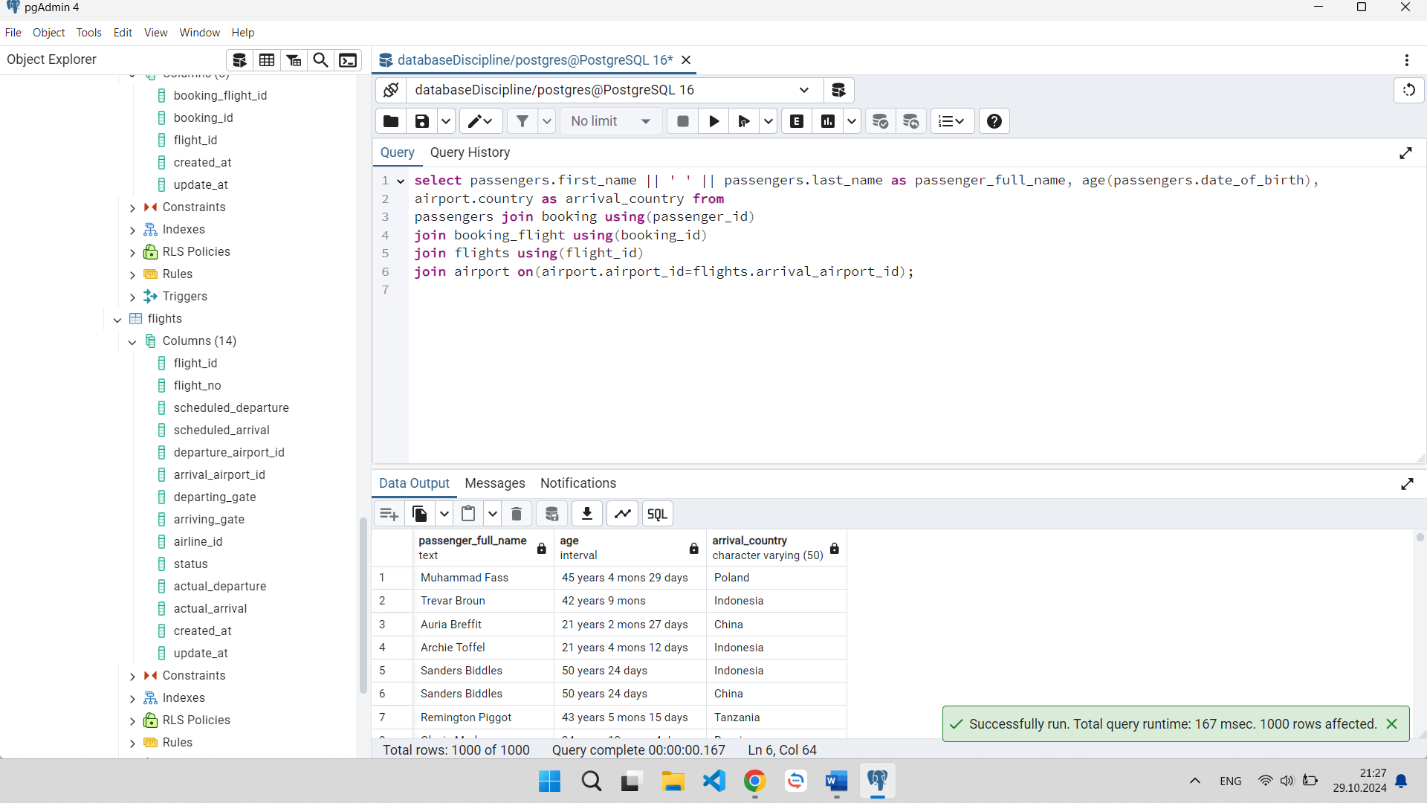 pgAdmin 4
File Object Tools Edit View Window Help
Object Explorer
booking_flight_id
booking_id
flight_id
created_at
update_at
Constraints
Indexes
RLS Policies
Rules
Triggers
flights
Columns (14)
flight_id
flight_no
scheduled_departure
scheduled_arrival
departure_airport_id
arrival_airport_id
departing_gate
arriving_gate
airline_id
status
actual_departure
actual_arrival
created_at
update_at
Constraints
Indexes
RLS Policies
Rules
databaseDiscipline/postgres@PostgreSQL 16*
databaseDiscipline/postgres@PostgreSQL 16
No limit
E
Query Query History
1 select passengers.first_name || ' ' || passengers.last_name as passenger_full_name, age(passengers.date_of_birth),
2 airport.country as arrival_country from
3 passengers join booking using(passenger_id)
4 join booking_flight using(booking_id)
5 join flights using(flight_id)
6 join airport on(airport.airport_id=flights.arrival_airport_id);
7
Data Output Messages Notifications
SQL
passenger_full_name age arrival_country
text interval character varying (50)
1 Muhammad Fass 45 years 4 mons 29 days Poland
2 Trevar Broun 42 years 9 mons Indonesia
3 Auria Breffit 21 years 2 mons 27 days China
4 Archie Toffel 21 years 4 mons 12 days Indonesia
5 Sanders Biddles 50 years 24 days Indonesia
6 Sanders Biddles 50 years 24 days China
7 Remington Piggot 43 years 5 mons 15 days Tanzania
Successfully run. Total query runtime: 167 msec. 1000 rows affected.
Total rows: 1000 of 1000 Query complete 00:00:00.167 Ln 6, Col 64
ENG
21:27
29.10.2024